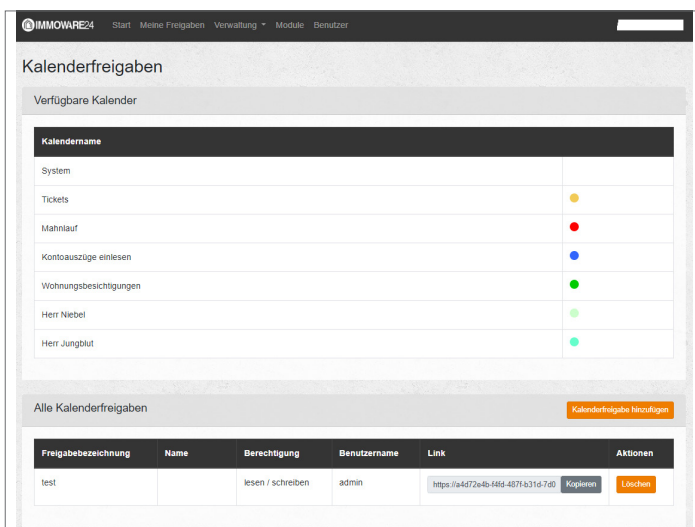 IMMOWARE24 Start Meine Freigaben Verwaltung Module Benutzer
Kalenderfreigaben
Verfügbare Kalender
Kalendername
System
Tickets
Mahnlauf
Kontoauszüge einlesen
Wohnungsbesichtigungen
Herr Niebel
Herr Jungblut
Alle Kalenderfreigaben Kalenderfreigabe hinzufügen
Freigabebezeichnung Name Berechtigung Benutzername Link Aktionen
test lesen / schreiben admin https://a4d72e4b-f4fd-487f-b31d-7d0 Kopieren Löschen